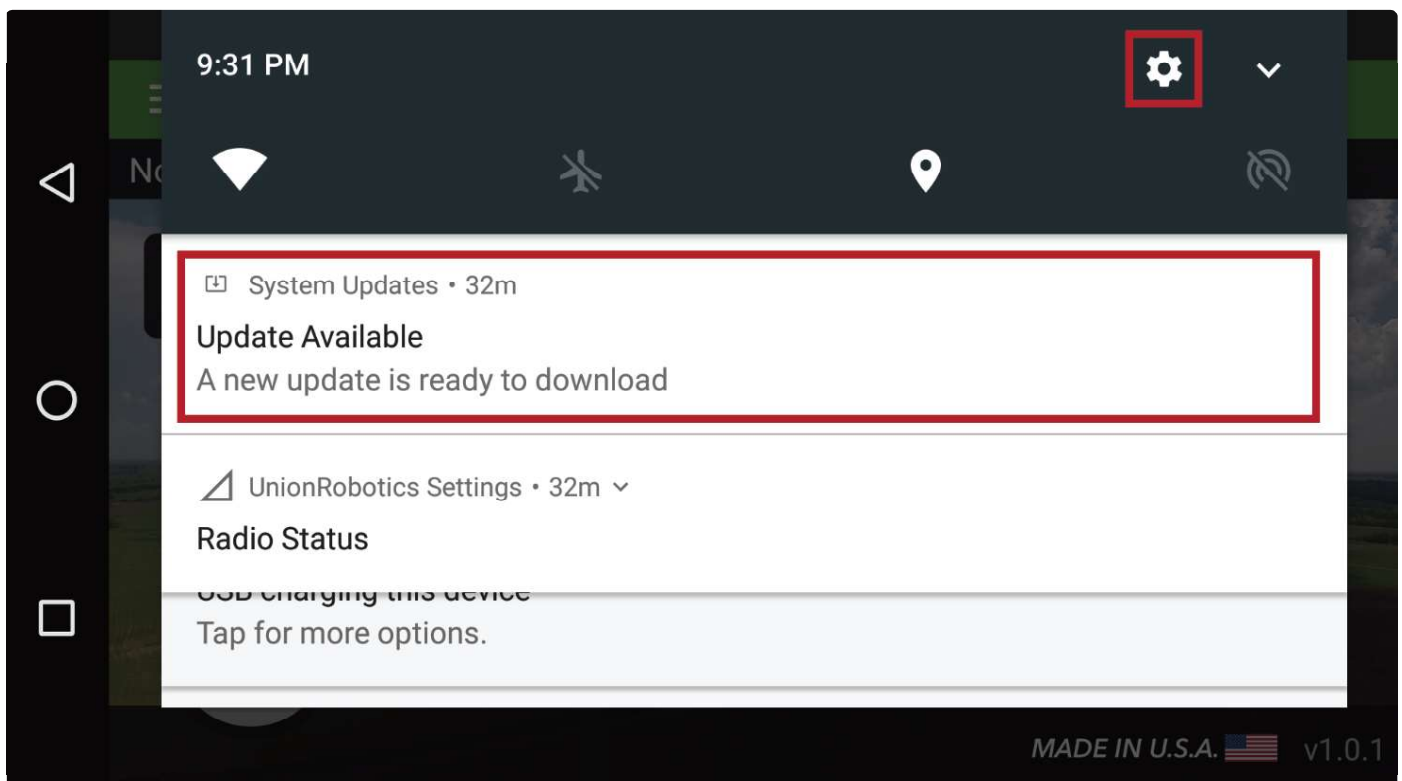 9:31 PM
No
System Updates • 32m
Update Available
A new update is ready to download
UnionRobotics Settings • 32m
Radio Status
USB charging this device
Tap for more options.
MADE IN U.S.A. v1.0.1